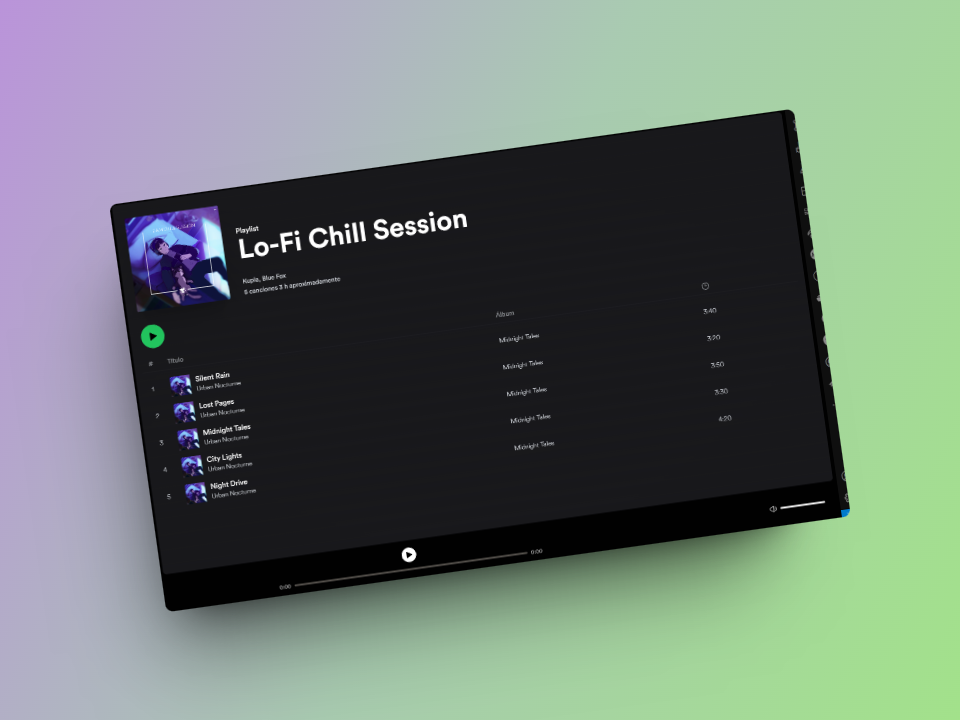 Playlist
Lo-Fi Chill Session
Kupla, Blue Fox
5 canciones 3 h aproximadamente
# Título Álbum
1 Silent Rain Midnight Tales 3:40
Urban Nocturne
2 Lost Pages Midnight Tales 3:20
Urban Nocturne
3 Midnight Tales Midnight Tales 3:50
Urban Nocturne
4 City Lights Midnight Tales 3:30
Urban Nocturne
5 Night Drive Midnight Tales 4:20
Urban Nocturne
0:00 0:00